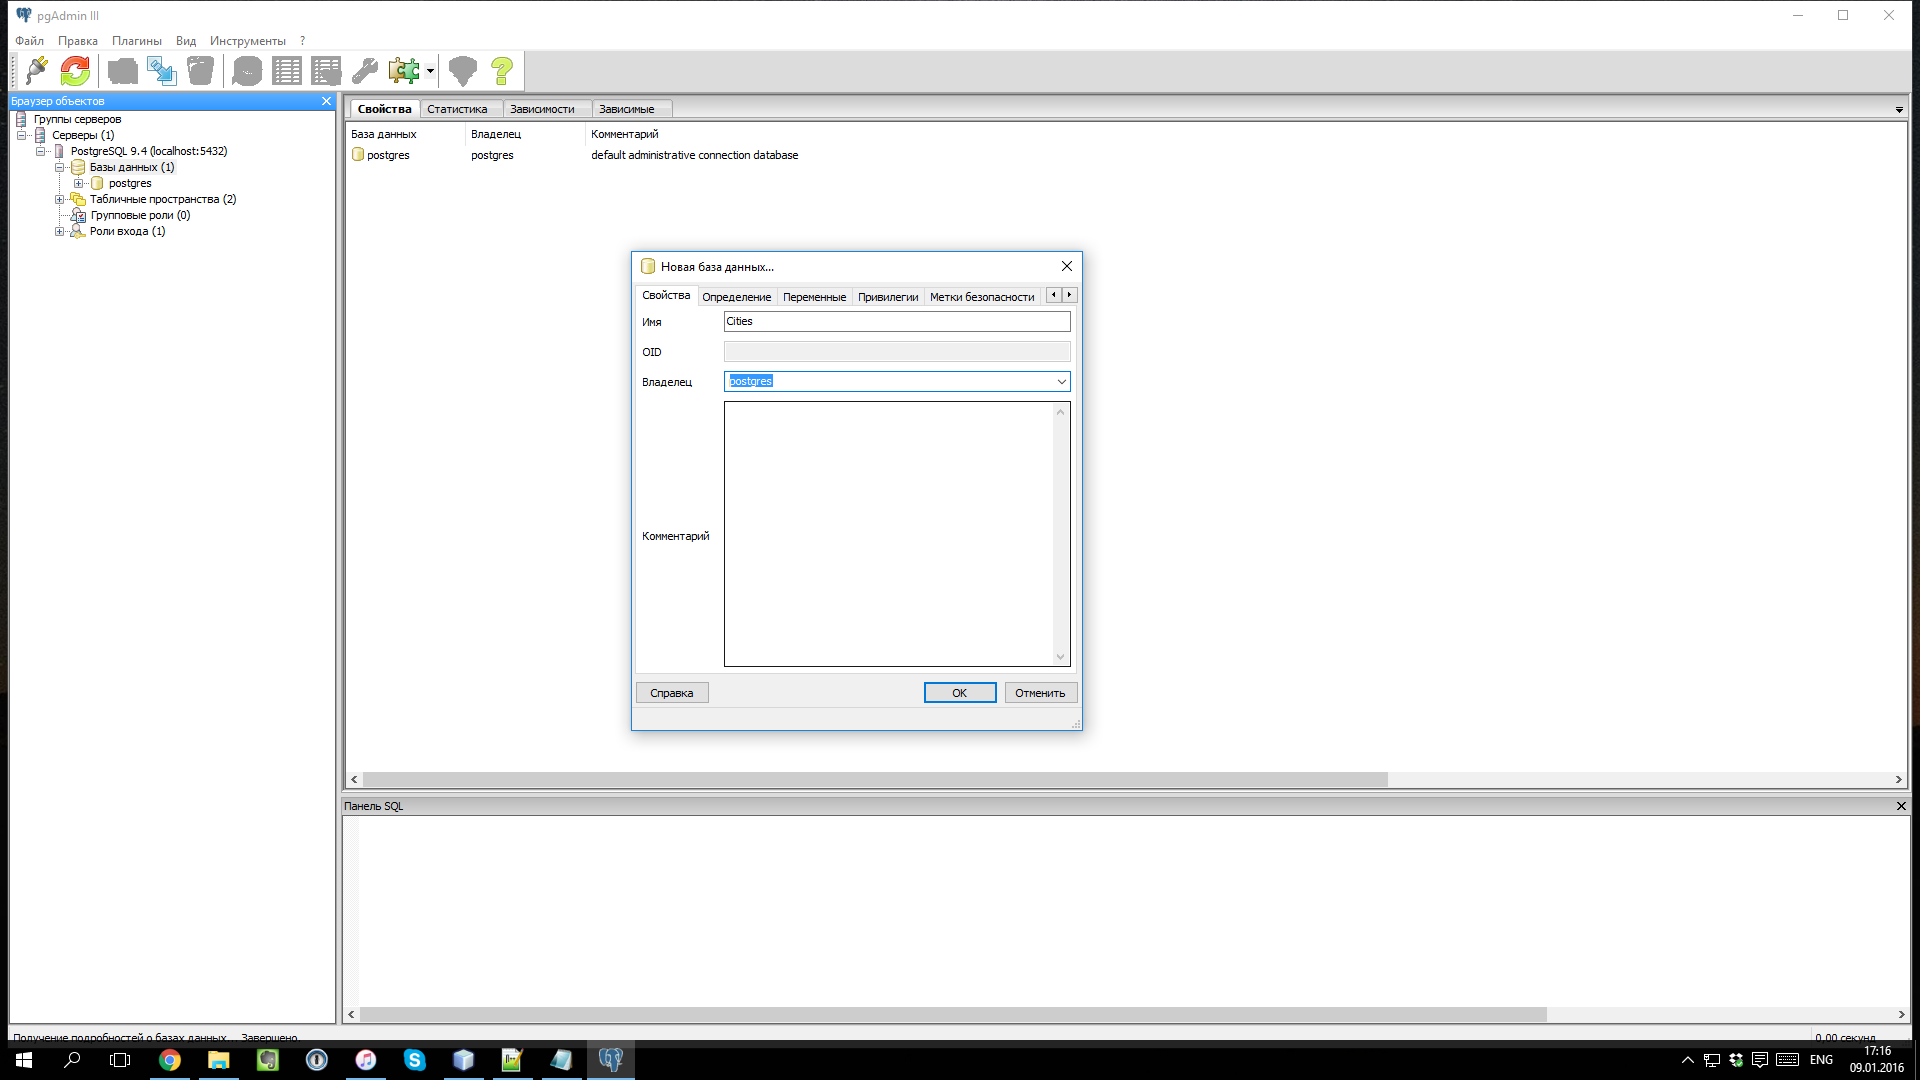 pgAdmin III
Файл Правка Плагины Вид Инструменты ?
Браузер объектов
Группы серверов
Серверы (1)
PostgreSQL 9.4 (localhost:5432)
Базы данных (1)
postgres
Табличные пространства (2)
Групповые роли (0)
Роли входа (1)
Свойства Статистика Зависимости Зависимые
База данных Владелец Комментарий
postgres postgres default administrative connection database
Новая база данных...
Свойства Определение Переменные Привилегии Метки безопасности
Имя Cities
OID
Владелец postgres
Комментарий
Справка OK Отменить
Панель SQL
Получение подробностей о базах данных... Завершено. 0,00 секунд
ENG 17:16
09.01.2016